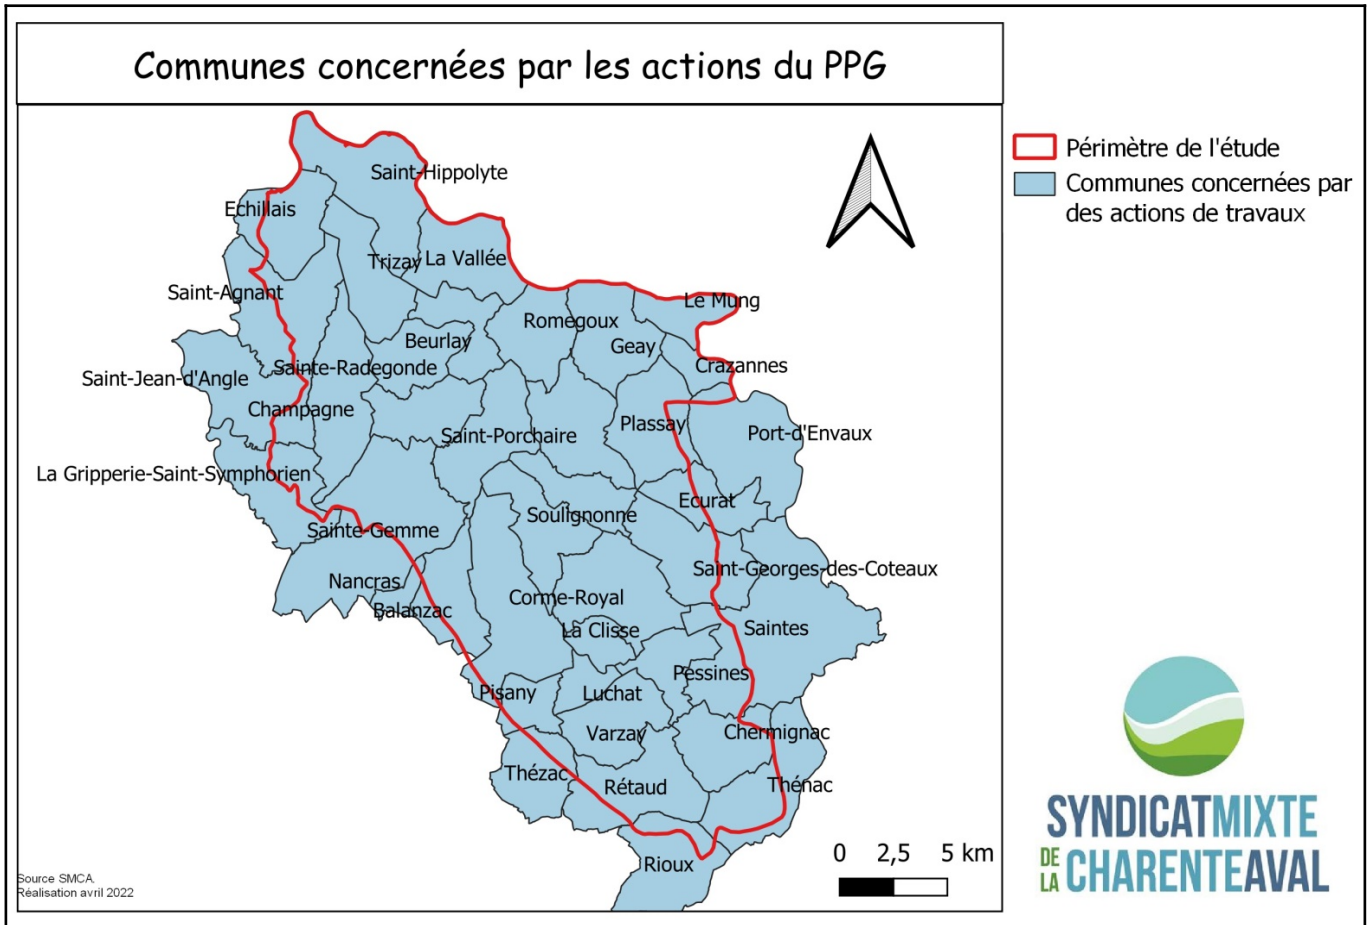 Communes concernées par les actions du PPG
Périmètre de l'étude
Communes concernées par
des actions de travaux
Saint-Hippolyte
Echillais
Trizay
La Vallée
Saint-Agnant
Le Mung
Romegoux
Beurlay
Geay
Crazannes
Sainte-Radegonde
Saint-Jean-d'Angle
Champagne
Plassay
Saint-Porchaire
Port-d'Envaux
La Gripperie-Saint-Symphorien
Ecurat
Soulignonne
Sainte-Gemme
Saint-Georges-des-Coteaux
Nancras
Balanzac
Corme-Royal
La Clisse
Saintes
Pessines
Pisany
Luchat
Varzay
Chermignac
Thézac
Rétaud
Thénac
Rioux
0 2,5 5 km
Source SMCA.
Réalisation avril 2022
SYNDICATMIXTE
DE LA CHARENTEAVAL